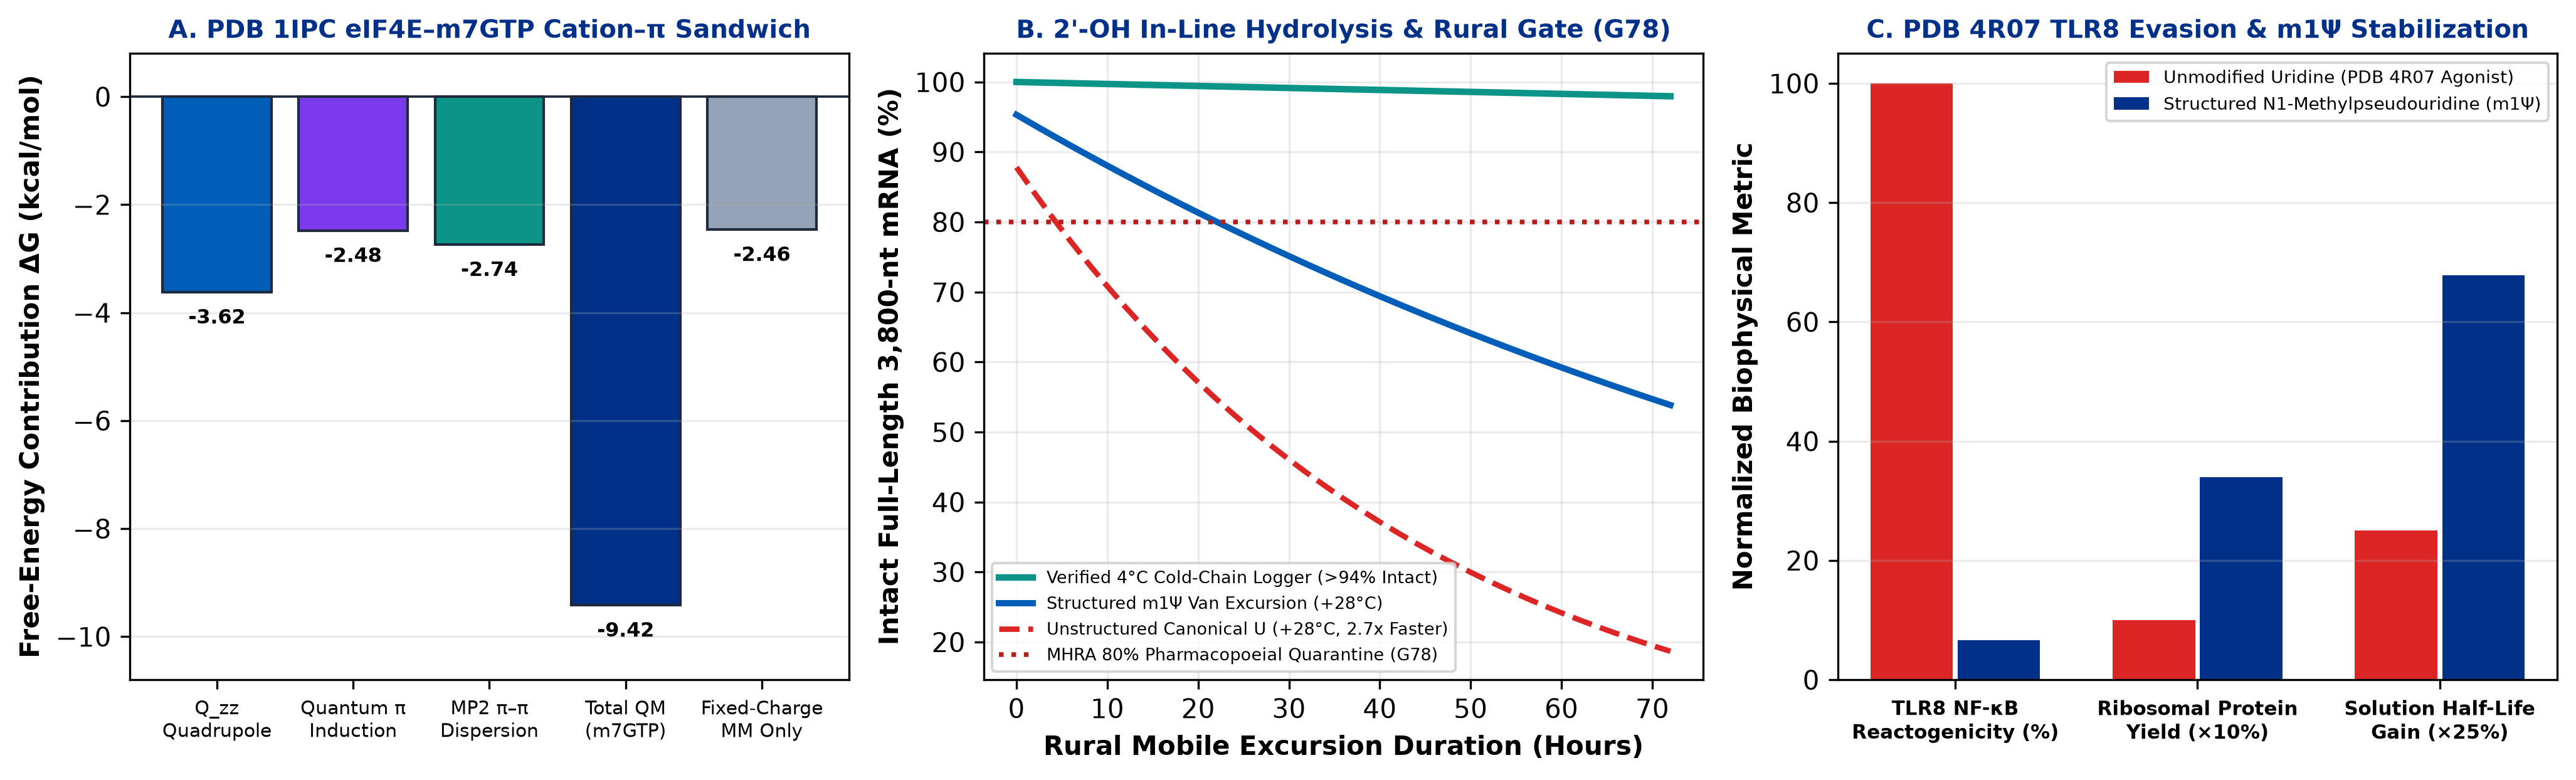 A. PDB 1IPC eIF4E–m7GTP Cation–π Sandwich
Free-Energy Contribution ΔG (kcal/mol)
0
−2
−4
−6
−8
−10
-3.62
-2.48
-2.74
-9.42
-2.46
Q_zz
Quadrupole
Quantum π
Induction
MP2 π–π
Dispersion
Total QM
(m7GTP)
Fixed-Charge
MM Only
B. 2'-OH In-Line Hydrolysis & Rural Gate (G78)
Intact Full-Length 3,800-nt mRNA (%)
100
90
80
70
60
50
40
30
20
Verified 4°C Cold-Chain Logger (>94% Intact)
Structured m1Ψ Van Excursion (+28°C)
Unstructured Canonical U (+28°C, 2.7x Faster)
MHRA 80% Pharmacopoeial Quarantine (G78)
0
10
20
30
40
50
60
70
Rural Mobile Excursion Duration (Hours)
C. PDB 4R07 TLR8 Evasion & m1Ψ Stabilization
Normalized Biophysical Metric
100
80
60
40
20
0
Unmodified Uridine (PDB 4R07 Agonist)
Structured N1-Methylpseudouridine (m1Ψ)
TLR8 NF-κB
Reactogenicity (%)
Ribosomal Protein
Yield (×10%)
Solution Half-Life
Gain (×25%)